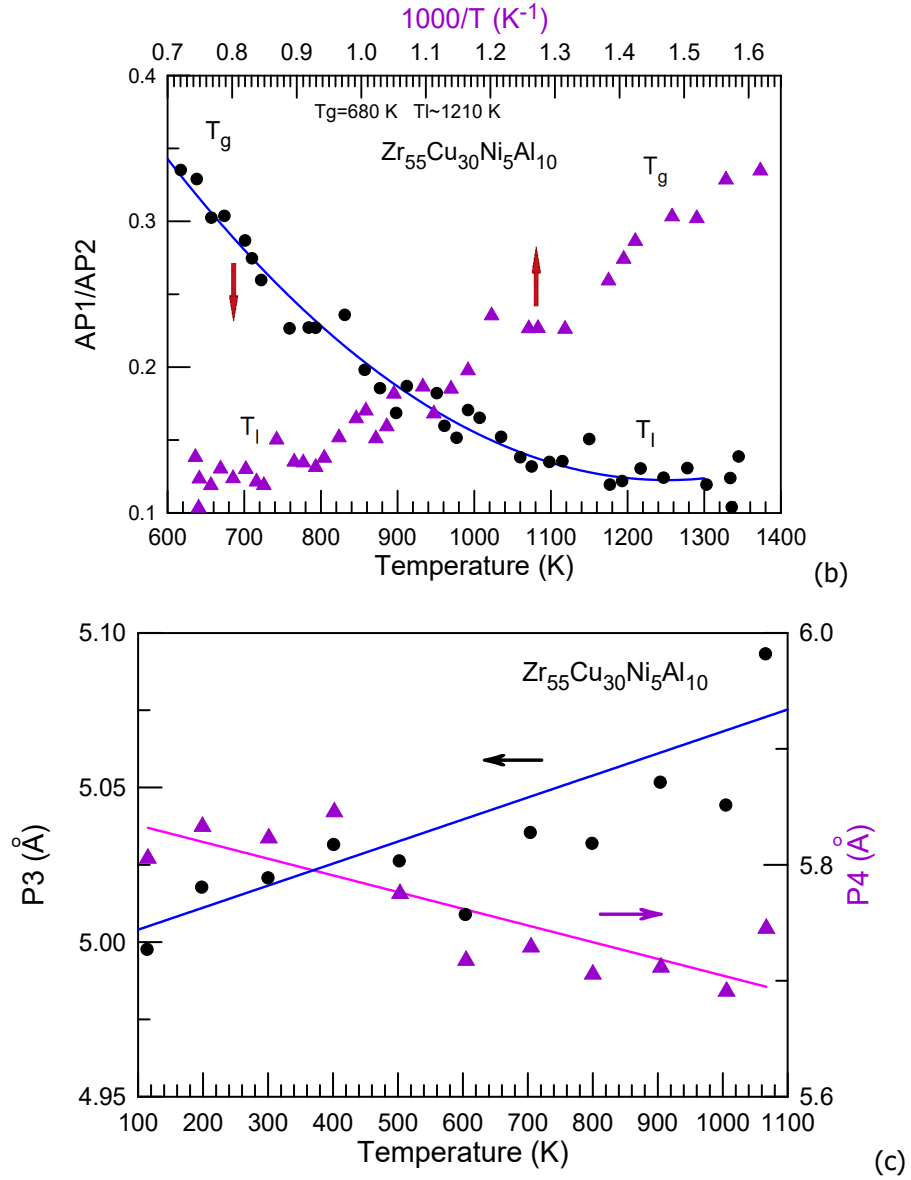 1000/T (K-1)
0.7 0.8 0.9 1.0 1.1 1.2 1.3 1.4 1.5 1.6
0.4
Tg=680 K Tl~1210 K
Tg
Zr55Cu30Ni5Al10
Tg
0.3
AP1/AP2
0.2
Tl
Tl
0.1
600 700 800 900 1000 1100 1200 1300 1400
Temperature (K)
(b)
5.10
6.0
Zr55Cu30Ni5Al10
5.05
P3 (Å)
5.8
P4 (Å)
5.00
4.95
5.6
100 200 300 400 500 600 700 800 900 1000 1100
Temperature (K)
(c)